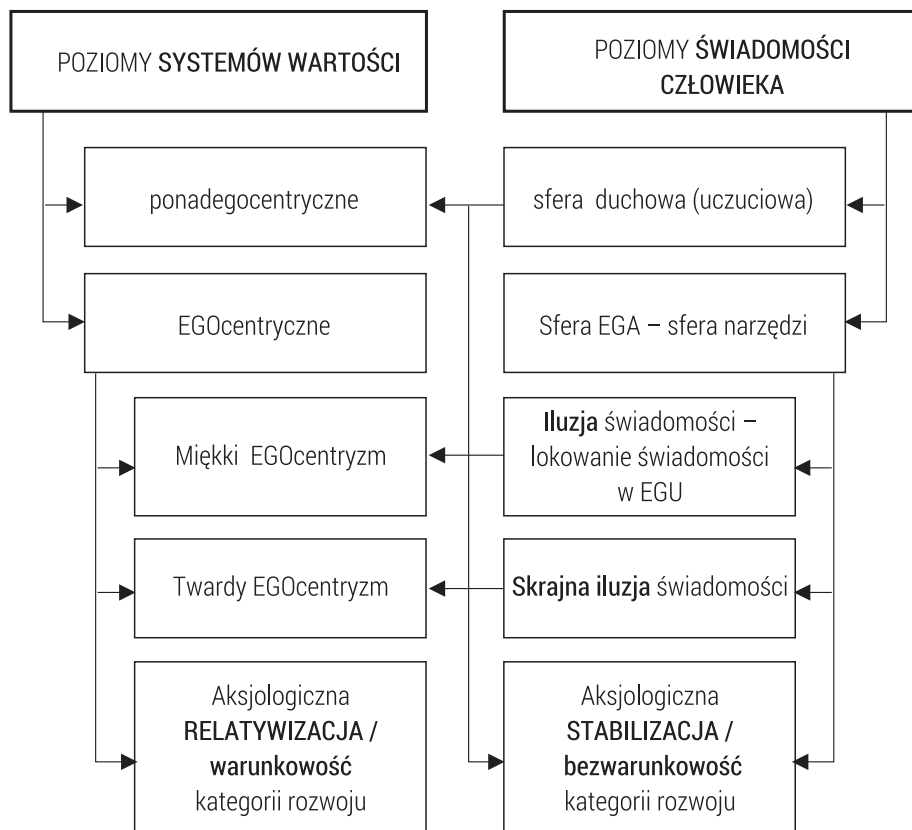 POZIOMY SYSTEMÓW WARTOŚCI
POZIOMY ŚWIADOMOŚCI
CZŁOWIEKA
ponadegocentryczne
sfera duchowa (uczuciowa)
EGOcentryczne
Sfera EGA – sfera narzędzi
Miękki EGOcentryzm
Iluzja świadomości –
lokowanie świadomości
w EGU
Twardy EGOcentryzm
Skrajna iluzja świadomości
Aksjologiczna
RELATYWIZACJA /
warunkowość
kategorii rozwoju
Aksjologiczna
STABILIZACJA /
bezwarunkowość
kategorii rozwoju